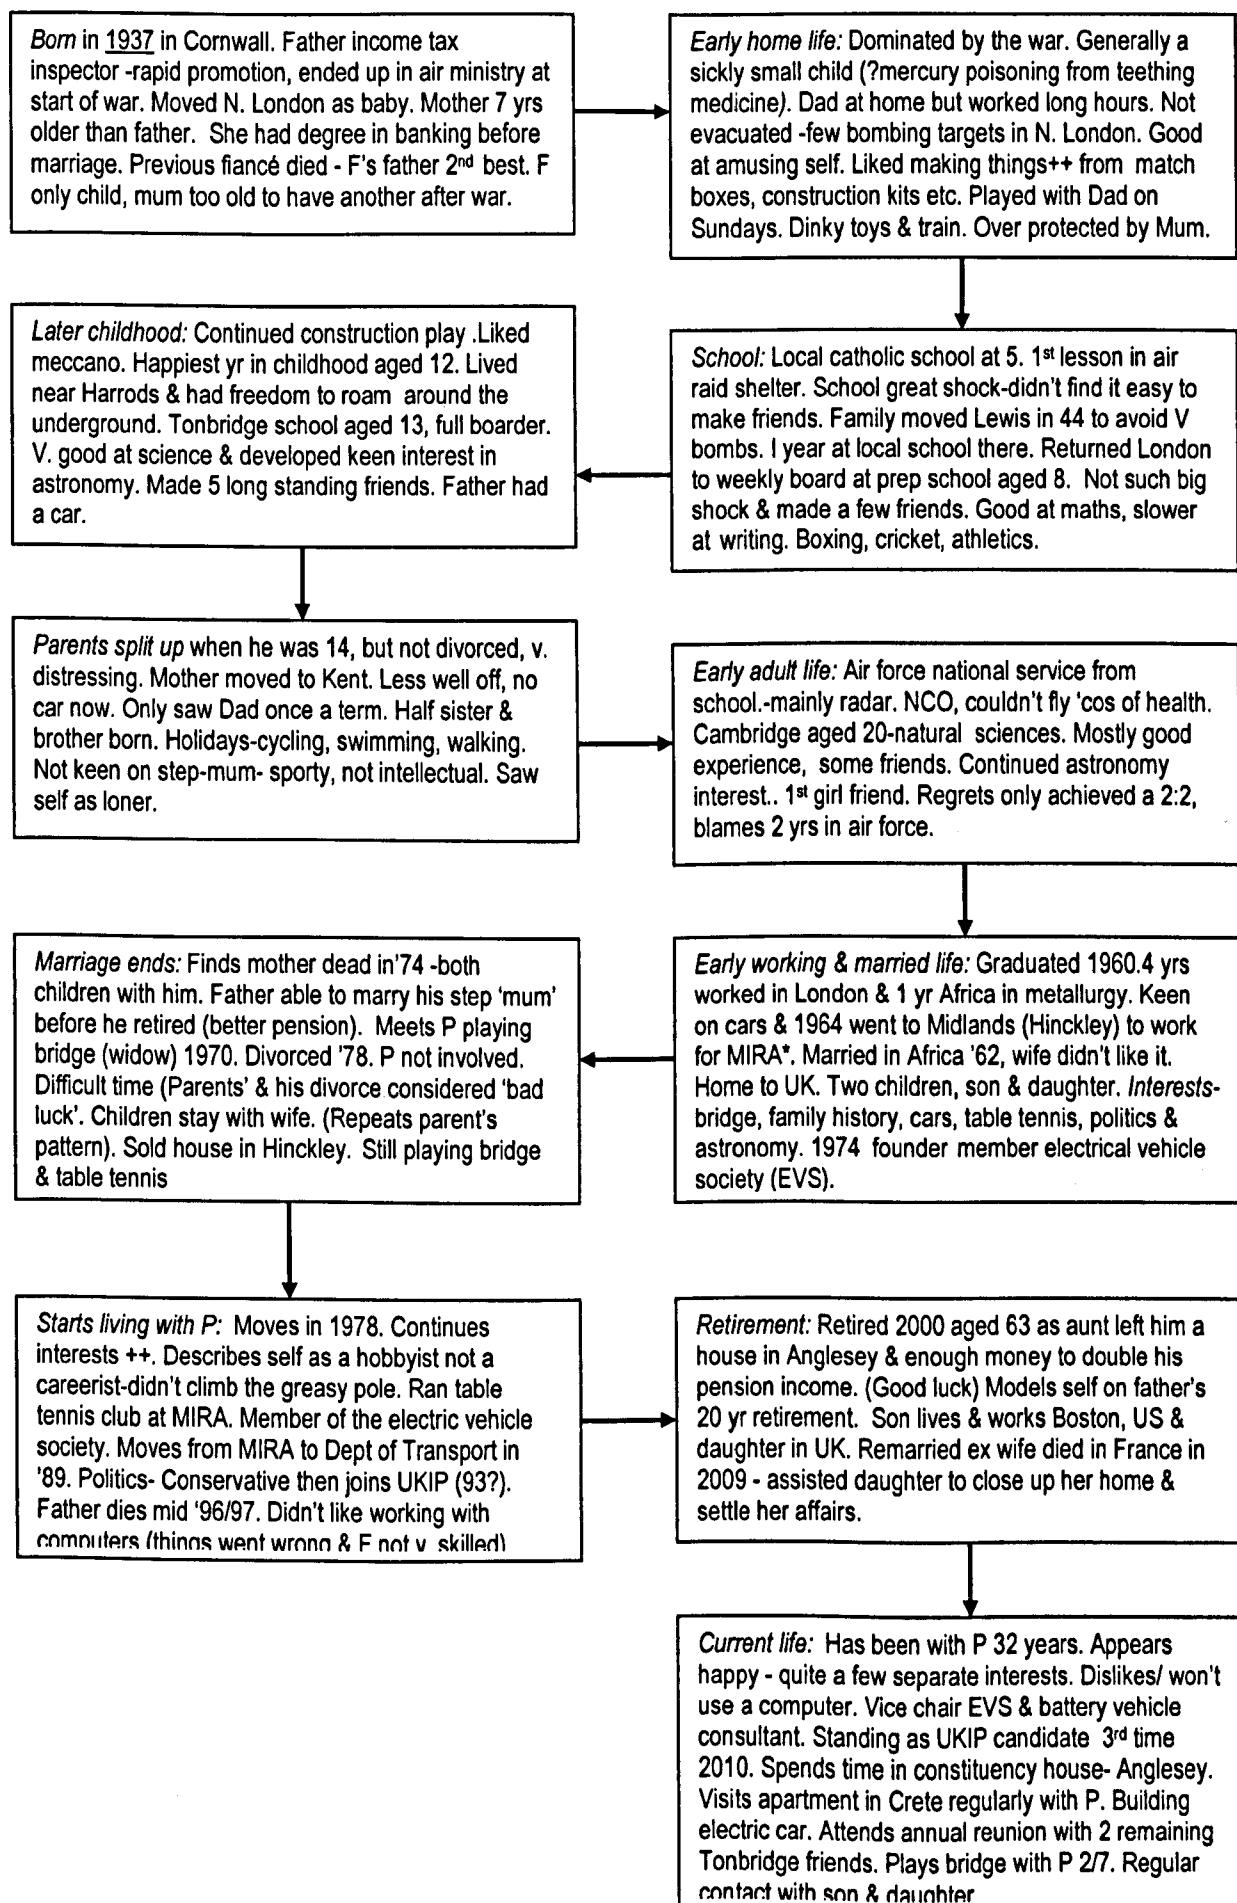 Born in 1937 in Cornwall. Father income tax
inspector -rapid promotion, ended up in air ministry at
start of war. Moved N. London as baby. Mother 7 yrs
older than father. She had degree in banking before
marriage. Previous fiancé died - F's father 2nd best. F
only child, mum too old to have another after war.
Early home life: Dominated by the war. Generally a
sickly small child (?mercury poisoning from teething
medicine). Dad at home but worked long hours. Not
evacuated -few bombing targets in N. London. Good
at amusing self. Liked making things++ from match
boxes, construction kits etc. Played with Dad on
Sundays. Dinky toys & train. Over protected by Mum.
School: Local catholic school at 5. 1st lesson in air
raid shelter. School great shock-didn't find it easy to
make friends. Family moved Lewis in 44 to avoid V
bombs. I year at local school there. Returned London
to weekly board at prep school aged 8. Not such big
shock & made a few friends. Good at maths, slower
at writing. Boxing, cricket, athletics.
Later childhood: Continued construction play .Liked
meccano. Happiest yr in childhood aged 12. Lived
near Harrods & had freedom to roam around the
underground. Tonbridge school aged 13, full boarder.
V. good at science & developed keen interest in
astronomy. Made 5 long standing friends. Father had
a car.
Parents split up when he was 14, but not divorced, v.
distressing. Mother moved to Kent. Less well off, no
car now. Only saw Dad once a term. Half sister &
brother born. Holidays-cycling, swimming, walking.
Not keen on step-mum- sporty, not intellectual. Saw
self as loner.
Early adult life: Air force national service from
school.-mainly radar. NCO, couldn't fly 'cos of health.
Cambridge aged 20-natural sciences. Mostly good
experience, some friends. Continued astronomy
interest.. 1st girl friend. Regrets only achieved a 2:2,
blames 2 yrs in air force.
Early working & married life: Graduated 1960.4 yrs
worked in London & 1 yr Africa in metallurgy. Keen
on cars & 1964 went to Midlands (Hinckley) to work
for MIRA*. Married in Africa '62, wife didn't like it.
Home to UK. Two children, son & daughter. Interests-
bridge, family history, cars, table tennis, politics &
astronomy. 1974 founder member electrical vehicle
society (EVS).
Marriage ends: Finds mother dead in'74 -both
children with him. Father able to marry his step 'mum'
before he retired (better pension). Meets P playing
bridge (widow) 1970. Divorced '78. P not involved.
Difficult time (Parents' & his divorce considered 'bad
luck'. Children stay with wife. (Repeats parent's
pattern). Sold house in Hinckley. Still playing bridge
& table tennis
Starts living with P: Moves in 1978. Continues
interests ++. Describes self as a hobbyist not a
careerist-didn't climb the greasy pole. Ran table
tennis club at MIRA. Member of the electric vehicle
society. Moves from MIRA to Dept of Transport in
'89. Politics- Conservative then joins UKIP (93?).
Father dies mid '96/97. Didn't like working with
computers (things went wrong & F not v skilled)
Retirement: Retired 2000 aged 63 as aunt left him a
house in Anglesey & enough money to double his
pension income. (Good luck) Models self on father's
20 yr retirement. Son lives & works Boston, US &
daughter in UK. Remarried ex wife died in France in
2009 - assisted daughter to close up her home &
settle her affairs.
Current life: Has been with P 32 years. Appears
happy - quite a few separate interests. Dislikes/ won't
use a computer. Vice chair EVS & battery vehicle
consultant. Standing as UKIP candidate 3rd time
2010. Spends time in constituency house- Anglesey.
Visits apartment in Crete regularly with P. Building
electric car. Attends annual reunion with 2 remaining
Tonbridge friends. Plays bridge with P 2/7. Regular
contact with son & daughter